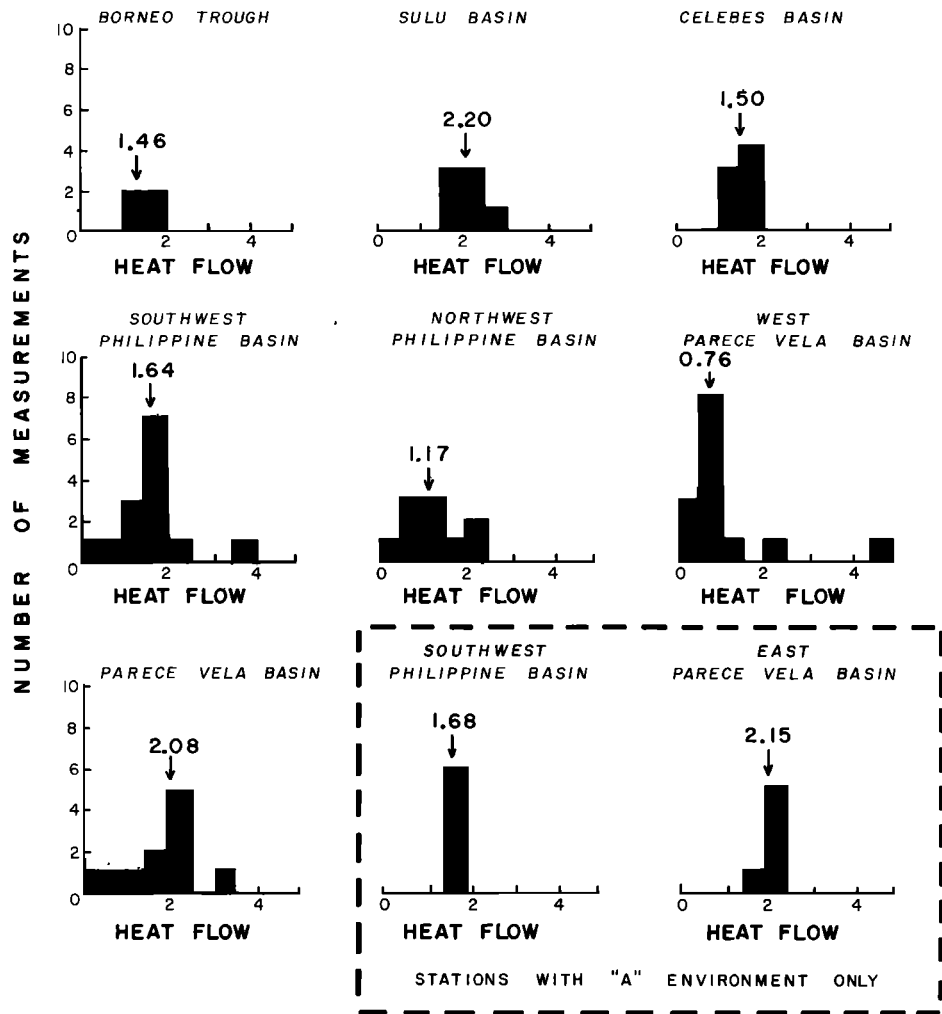 BORNEO TROUGH
SULU BASIN
CELEBES BASIN
10
8
6
4
2
0
1.46
2.20
1.50
2 4
0 2 4
0 2 4
HEAT FLOW
HEAT FLOW
HEAT FLOW
NUMBER OF MEASUREMENTS
SOUTHWEST
PHILIPPINE BASIN
NORTHWEST
PHILIPPINE BASIN
WEST
PARECE VELA BASIN
10
8
6
4
2
0
1.64
1.17
0.76
2 4
0 2 4
0 2 4
HEAT FLOW
HEAT FLOW
HEAT FLOW
PARECE VELA BASIN
SOUTHWEST
PHILIPPINE BASIN
EAST
PARECE VELA BASIN
10
8
6
4
2
0
2.08
1.68
2.15
2 4
0 2 4
0 2 4
HEAT FLOW
HEAT FLOW
HEAT FLOW
STATIONS WITH "A" ENVIRONMENT ONLY